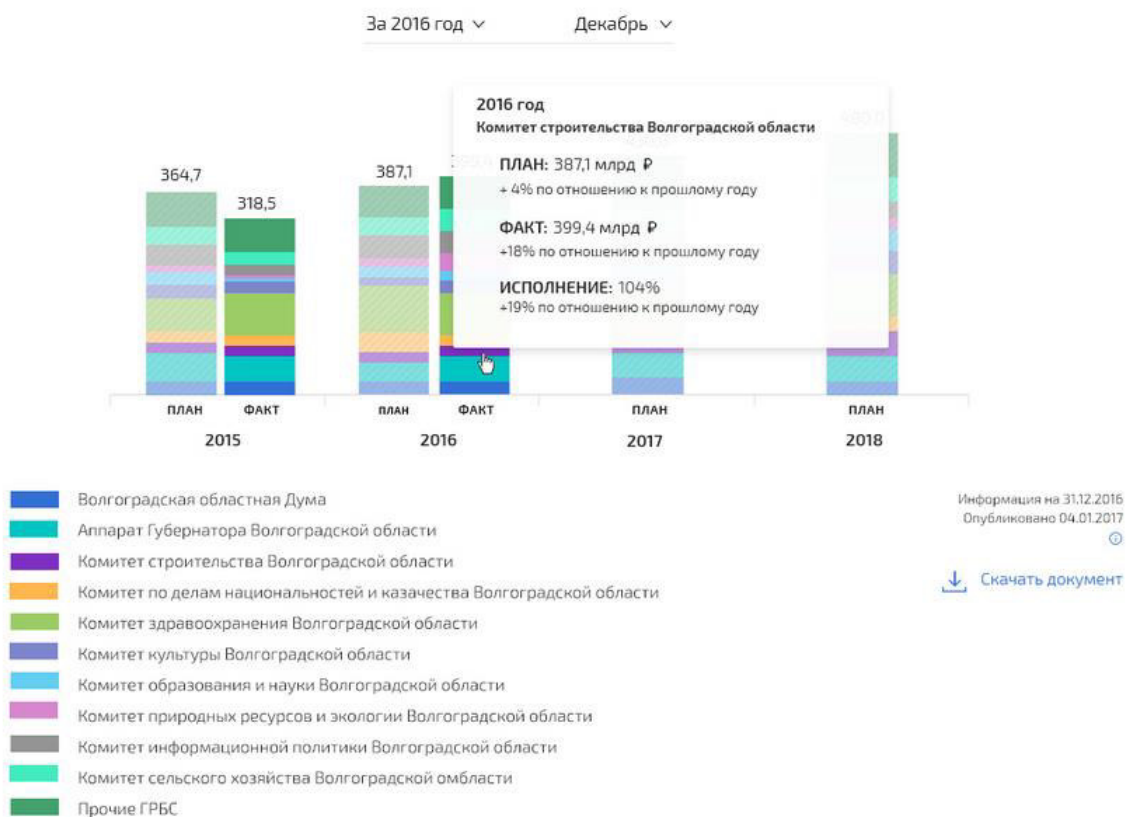 За 2016 год
Декабрь
2016 год
Комитет строительства Волгоградской области
ПЛАН: 387,1 млрд ₽
+ 4% по отношению к прошлому году
ФАКТ: 399,4 млрд ₽
+18% по отношению к прошлому году
ИСПОЛНЕНИЕ: 104%
+19% по отношению к прошлому году
364,7
318,5
387,1
ПЛАН ФАКТ ПЛАН ФАКТ ПЛАН ПЛАН
2015 2016 2017 2018
Волгоградская областная Дума
Аппарат Губернатора Волгоградской области
Комитет строительства Волгоградской области
Комитет по делам национальностей и казачества Волгоградской области
Комитет здравоохранения Волгоградской области
Комитет культуры Волгоградской области
Комитет образования и науки Волгоградской области
Комитет природных ресурсов и экологии Волгоградской области
Комитет информационной политики Волгоградской области
Комитет сельского хозяйства Волгоградской омбласти
Прочие ГРБС
Информация на 31.12.2016
Опубликовано 04.01.2017
Скачать документ